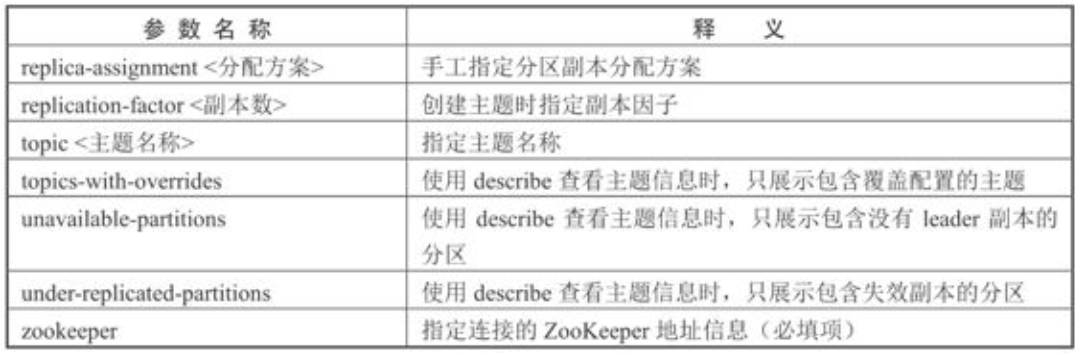 参 数 名 称 释 义
replica-assignment <分配方案> 手工指定分区副本分配方案
replication-factor <副本数> 创建主题时指定副本因子
topic <主题名称> 指定主题名称
topics-with-overrides 使用 describe 查看主题信息时，只展示包含覆盖配置的主题
unavailable-partitions 使用 describe 查看主题信息时，只展示包含没有 leader 副本的
分区
under-replicated-partitions 使用 describe 查看主题信息时，只展示包含失效副本的分区
zookeeper 指定连接的 ZooKeeper 地址信息（必填项）